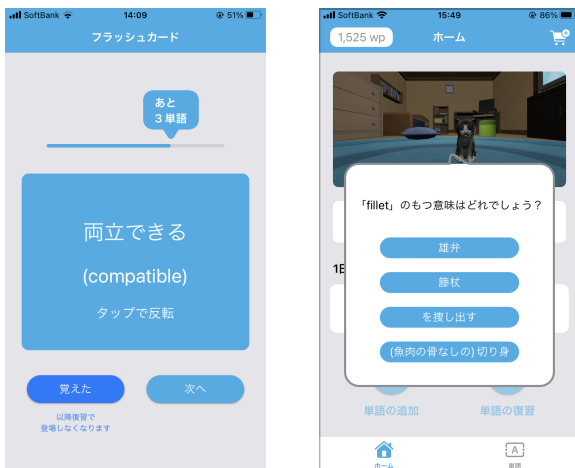 SoftBank 14:09 51%
フラッシュカード
あと
3 単語
両立できる
(compatible)
タップで反転
覚えた 次へ
以降復習で
登場しなくなります
SoftBank 15:49 86%
1,525 wp ホーム
「fillet」のもつ意味はどれでしょう？
雄弁
籐杖
を捜し出す
(魚肉の骨なしの) 切り身
1日
単語の追加 単語の復習
A
ホーム 単語